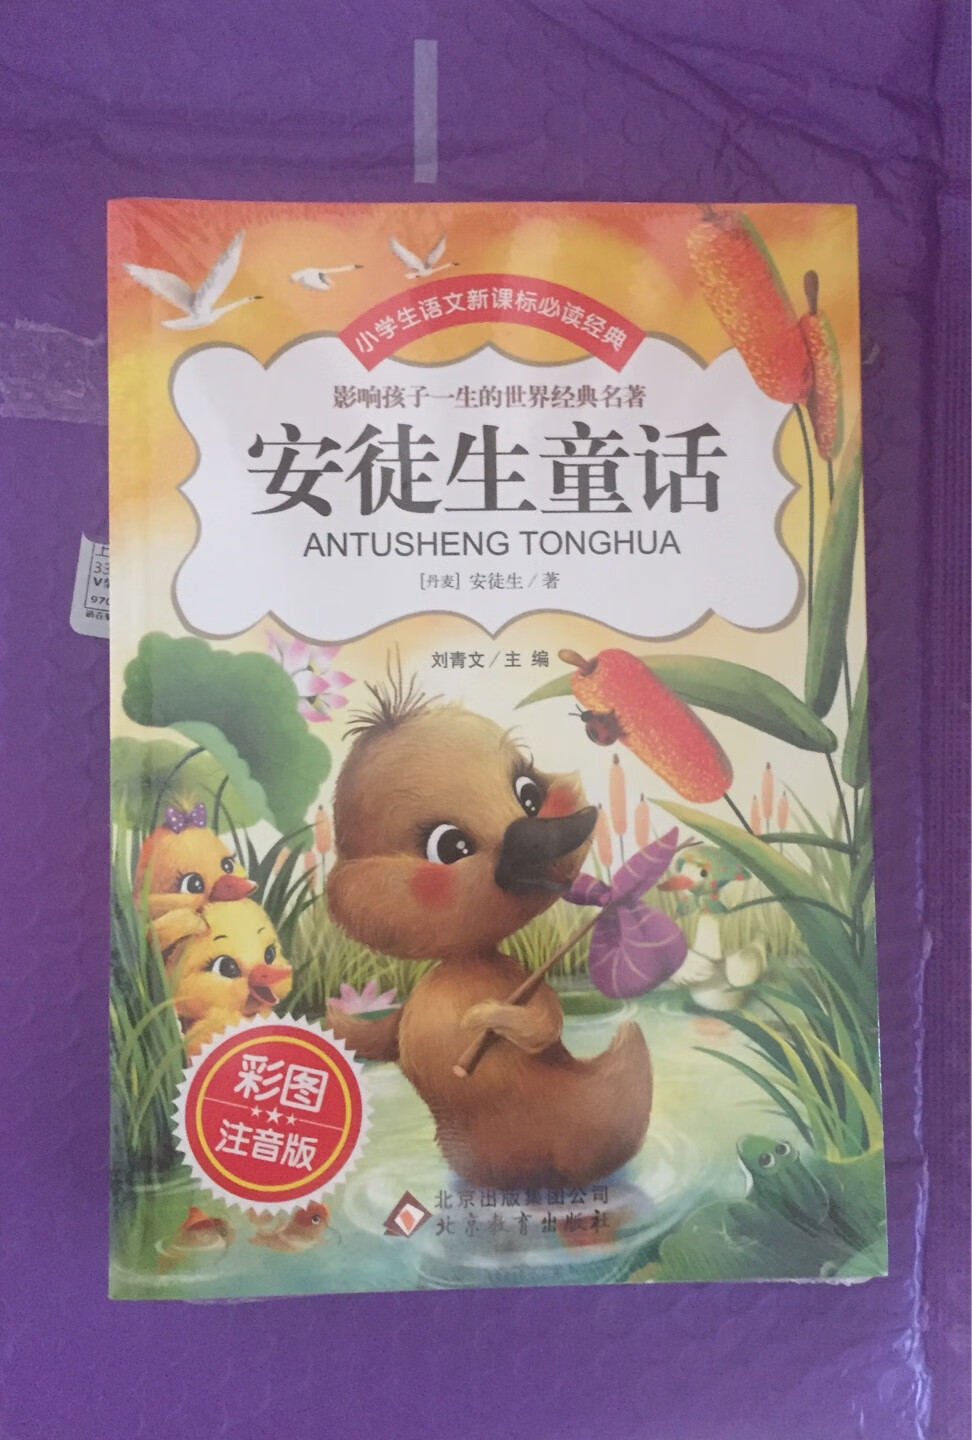 小学生语文新课标必读经典
影响孩子一生的世界经典名著
安徒生童话
ANTUSHENG TONGHUA
[丹麦] 安徒生/著
刘青文/主 编
彩图
注音版
北京出版集团公司
北京教育出版社
上
33
970